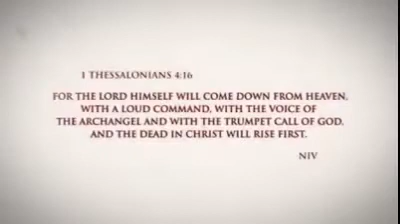 1 THESSALONIANS 4:16
FOR THE LORD HIMSELF WILL COME DOWN FROM HEAVEN,
WITH A LOUD COMMAND, WITH THE VOICE OF
THE ARCHANGEL AND WITH THE TRUMPET CALL OF GOD,
AND THE DEAD IN CHRIST WILL RISE FIRST.
NIV